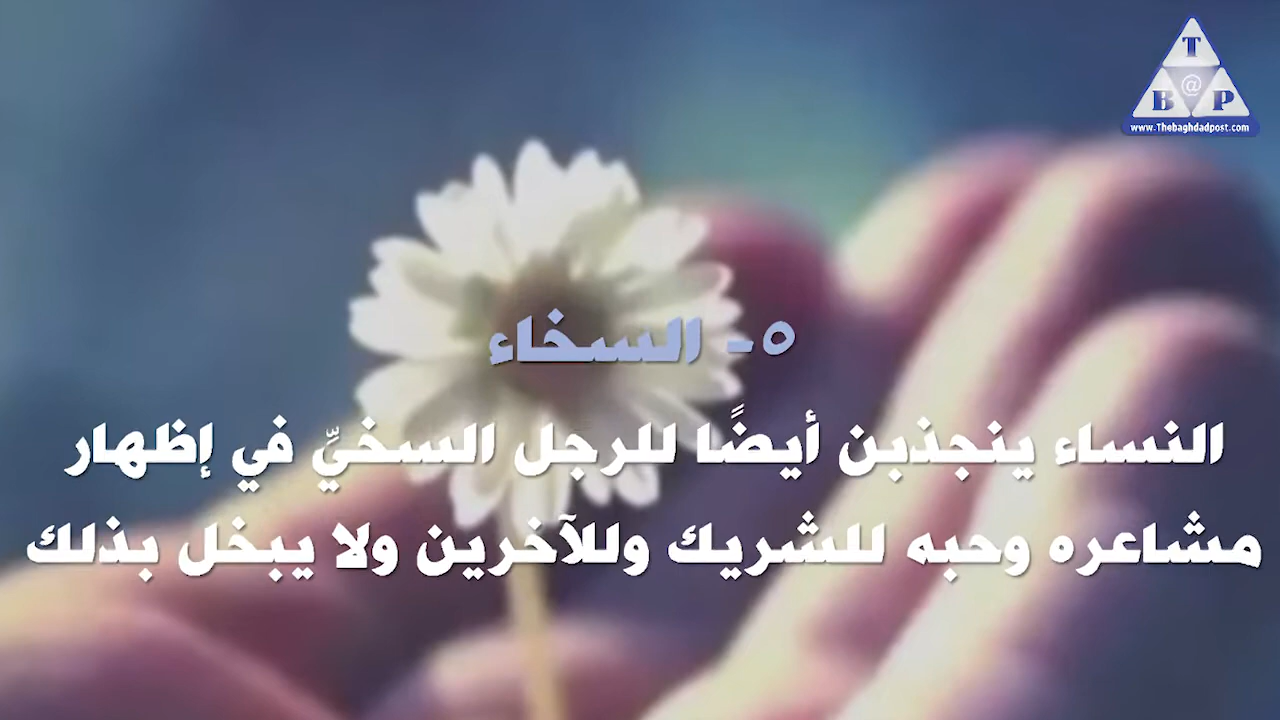 T
B @ P
www.Thebaghdadpost.com
٥- السخاء
النساء ينجذبن أيضًا للرجل السخيِّ في إظهار
مشاعره وحبه للشريك وللآخرين ولا يبخل بذلك